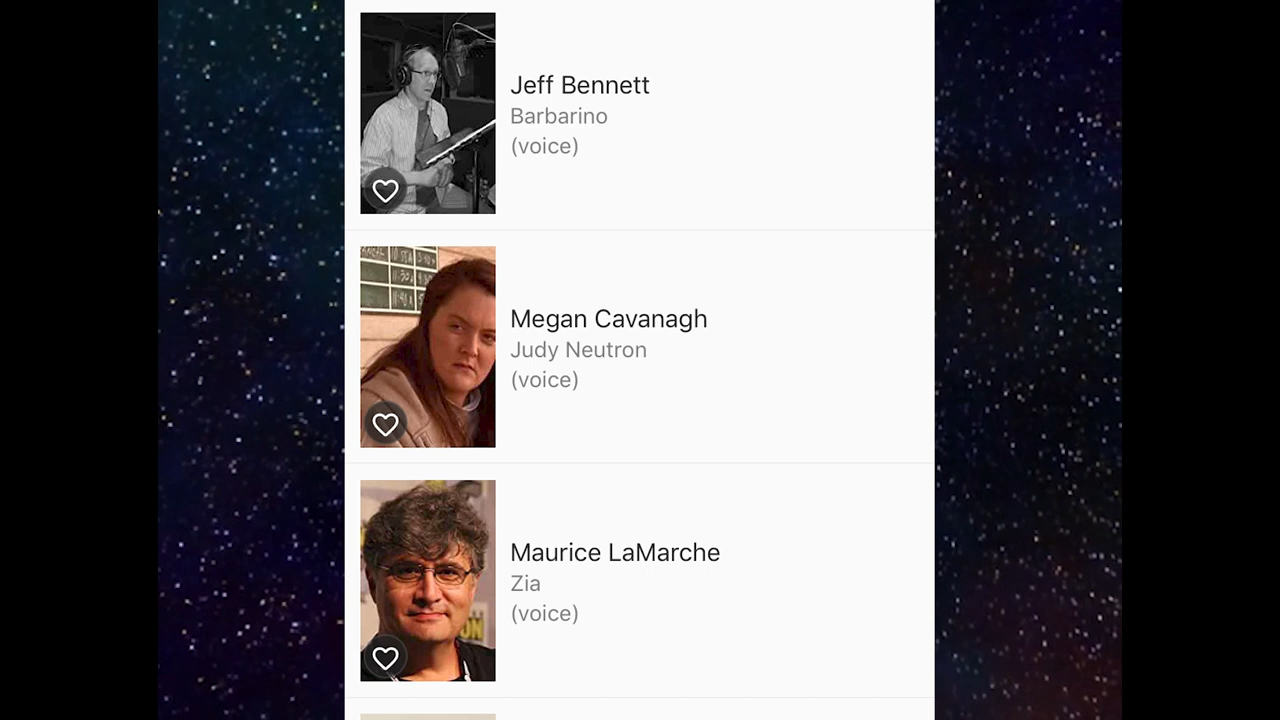 Jeff Bennett
Barbarino
(voice)
Megan Cavanagh
Judy Neutron
(voice)
Maurice LaMarche
Zia
(voice)